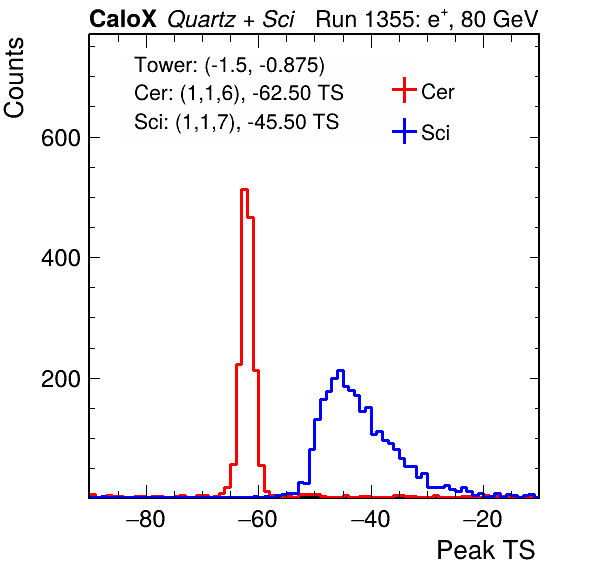 CaloX Quartz + Sci Run 1355: e⁺, 80 GeV
Counts
Tower: (-1.5, -0.875)
Cer: (1,1,6), -62.50 TS
Sci: (1,1,7), -45.50 TS
Cer
Sci
600
400
200
−80 −60 −40 −20
Peak TS